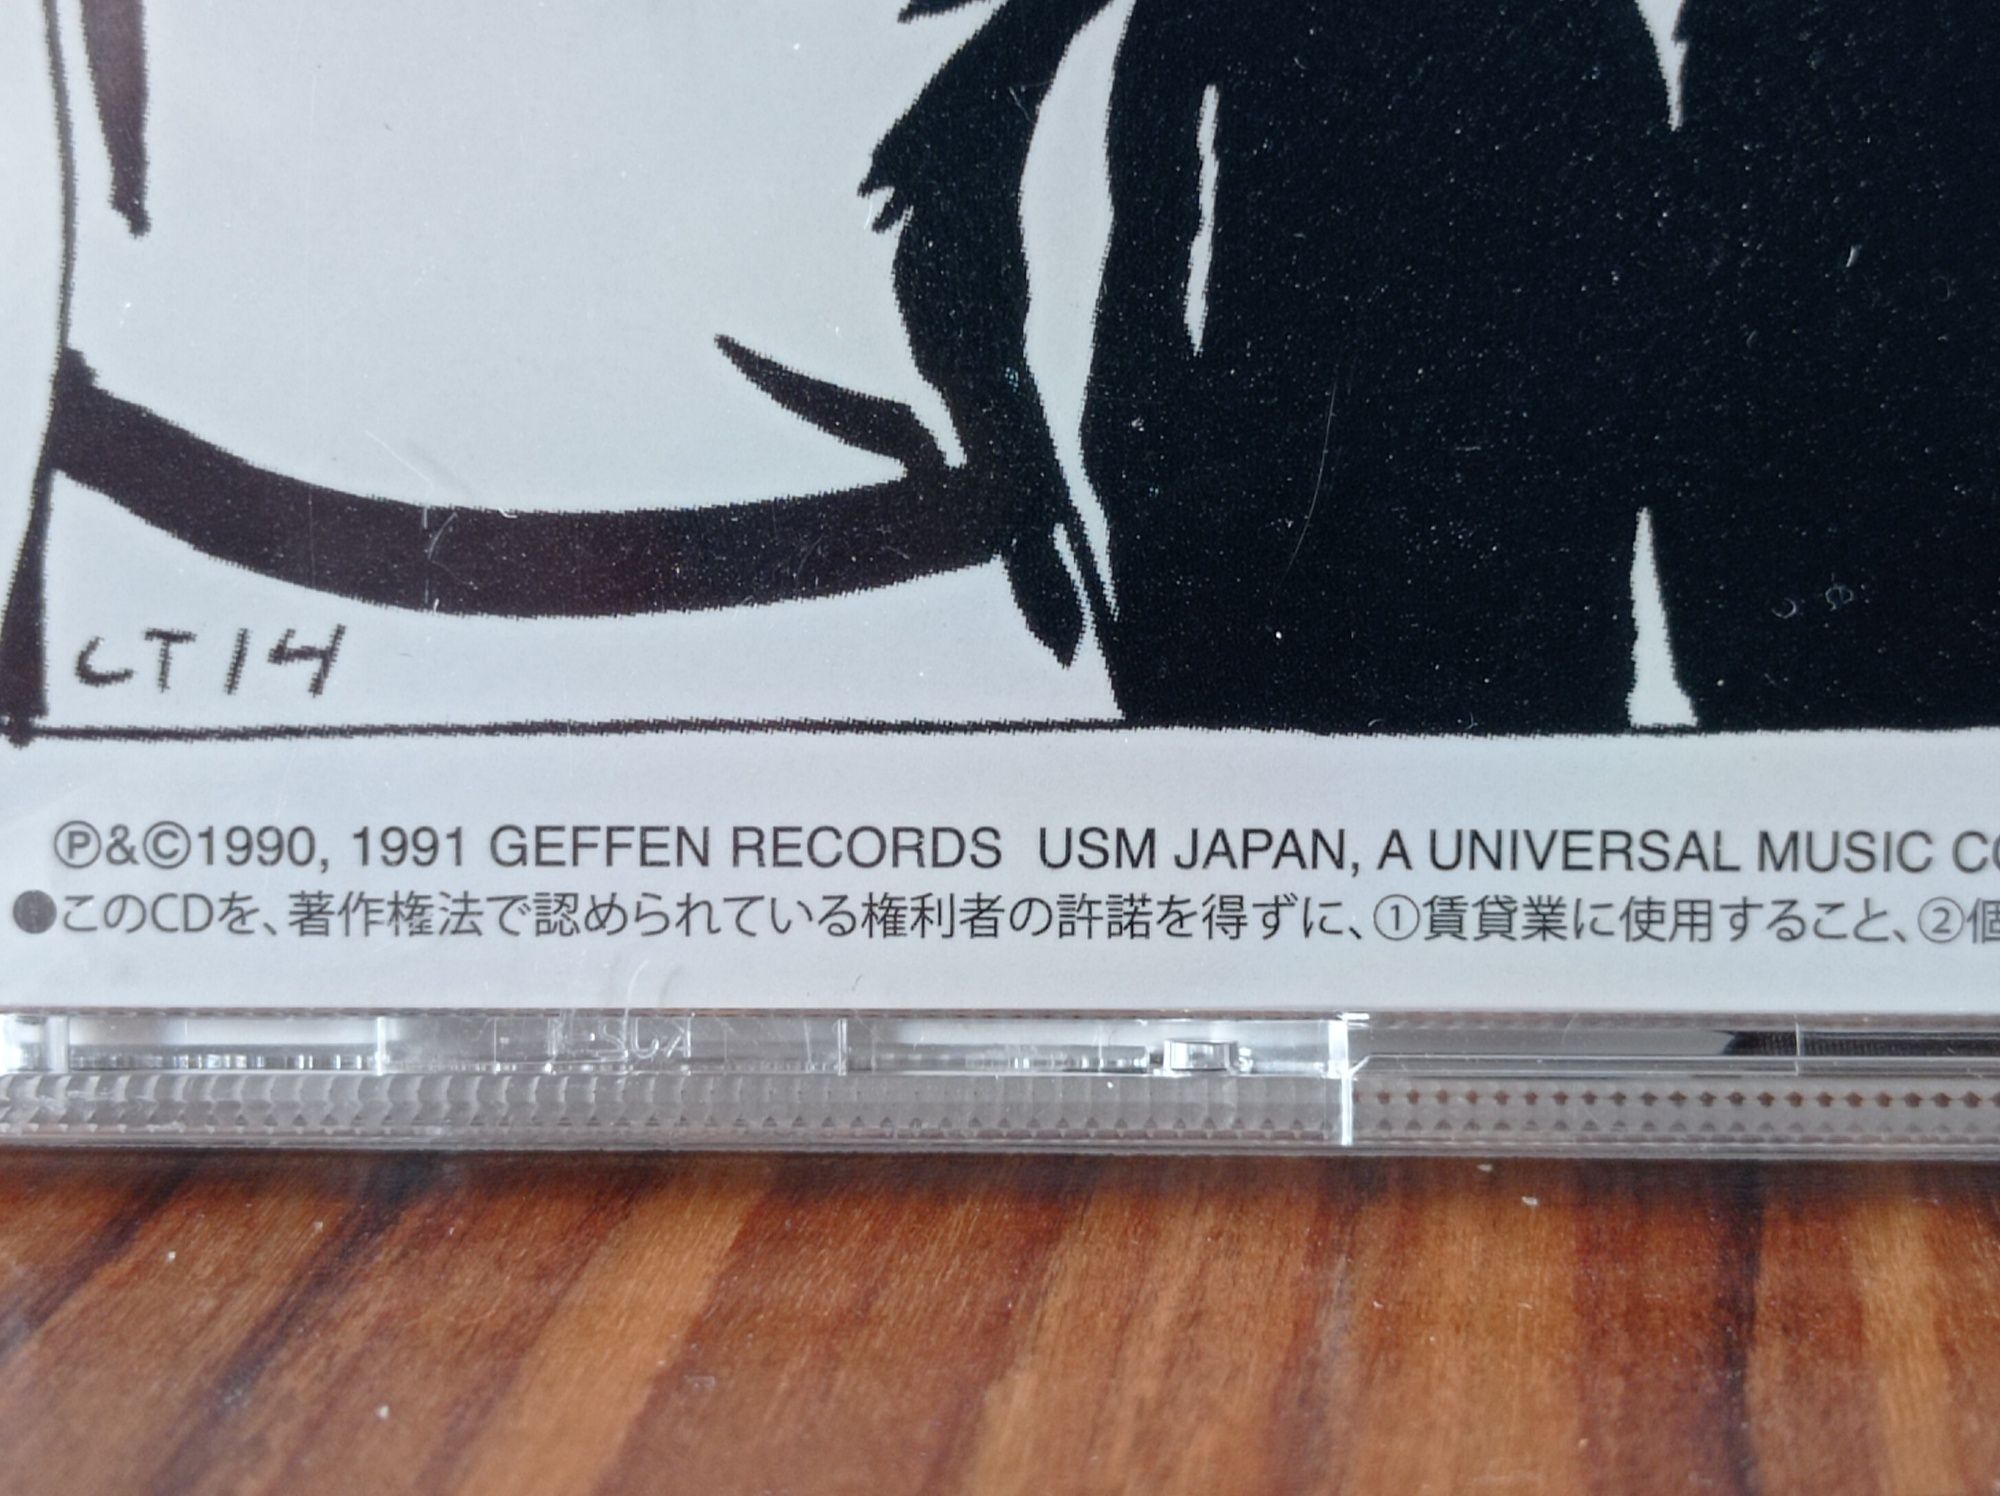 CT14
℗&©1990, 1991 GEFFEN RECORDS USM JAPAN, A UNIVERSAL MUSIC
●このCDを、著作権法で認められている権利者の許諾を得ずに、①賃貸業に使用すること、②個